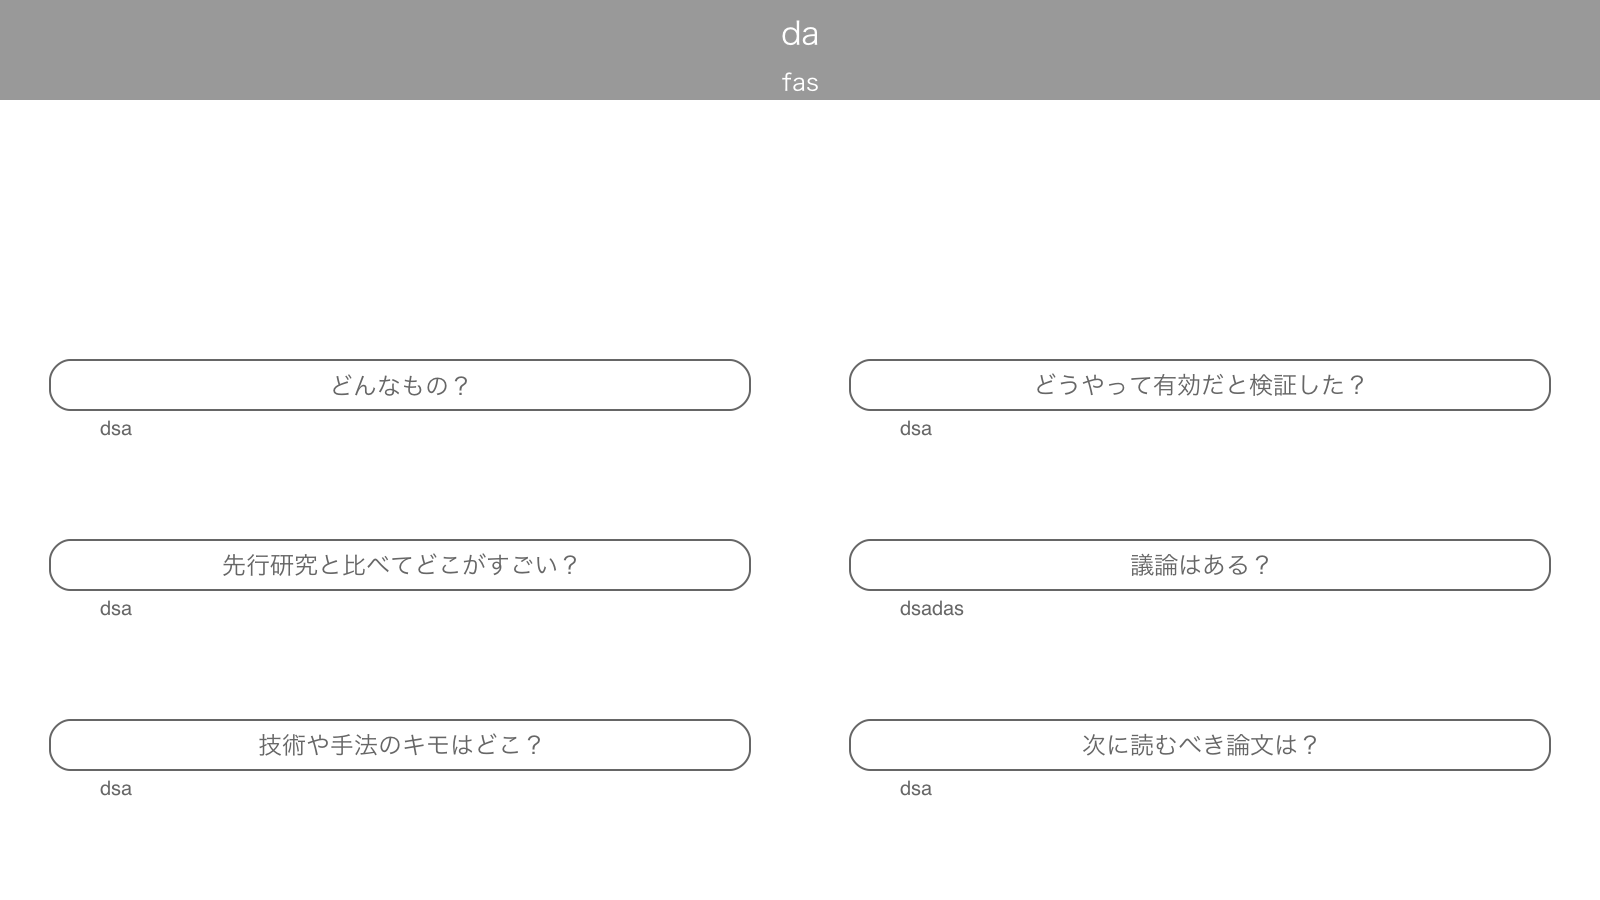 da
fas
どんなもの？
dsa
先行研究と比べてどこがすごい？
dsa
技術や手法のキモはどこ？
dsa
どうやって有効だと検証した？
dsa
議論はある？
dsadas
次に読むべき論文は？
dsa